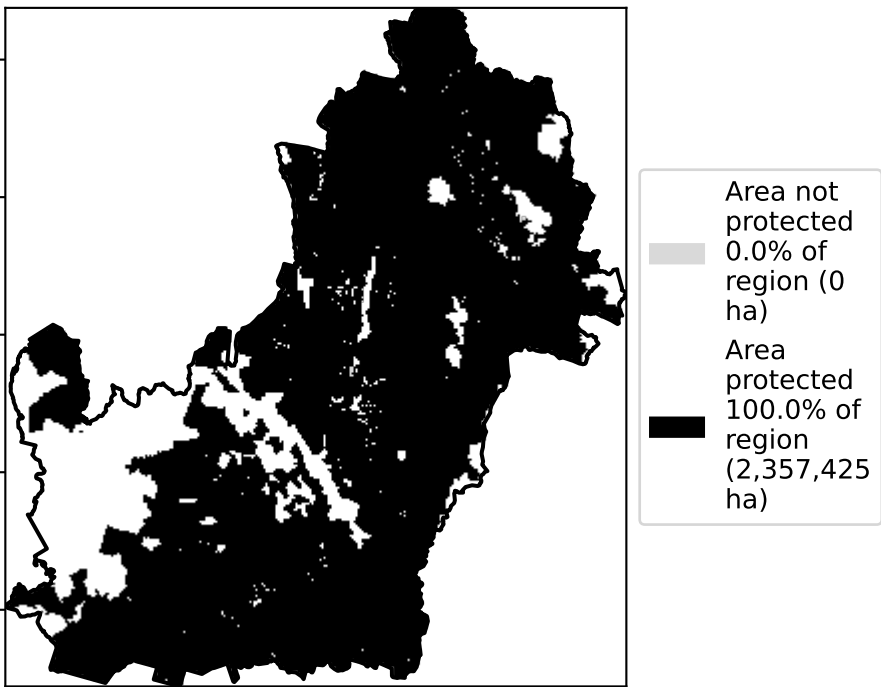 Area not
protected
0.0% of
region (0
ha)
Area
protected
100.0% of
region
(2,357,425
ha)